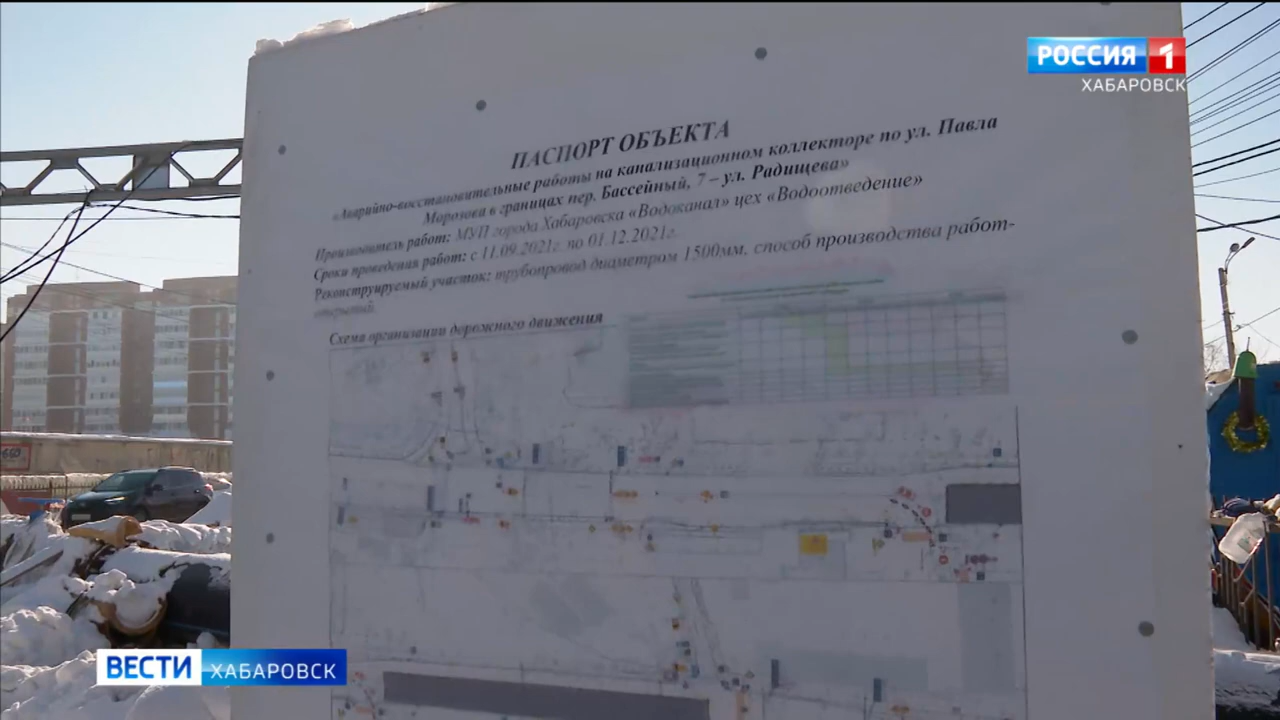 РОССИЯ 1
ХАБАРОВСК
ПАСПОРТ ОБЪЕКТА
«Аварийно-восстановительные работы на канализационном коллекторе по ул. Павла
Морозова в границах пер. Бассейный, 7 – ул. Радищева»
Производитель работ: МУП города Хабаровска «Водоканал» цех «Водоотведение»
Сроки проведения работ: с 11.09.2021г. по 01.12.2021г.
Реконструируемый участок: трубопровод диаметром 1500мм, способ производства работ-
открытый
Схема организации дорожного движения
ВЕСТИ ХАБАРОВСК